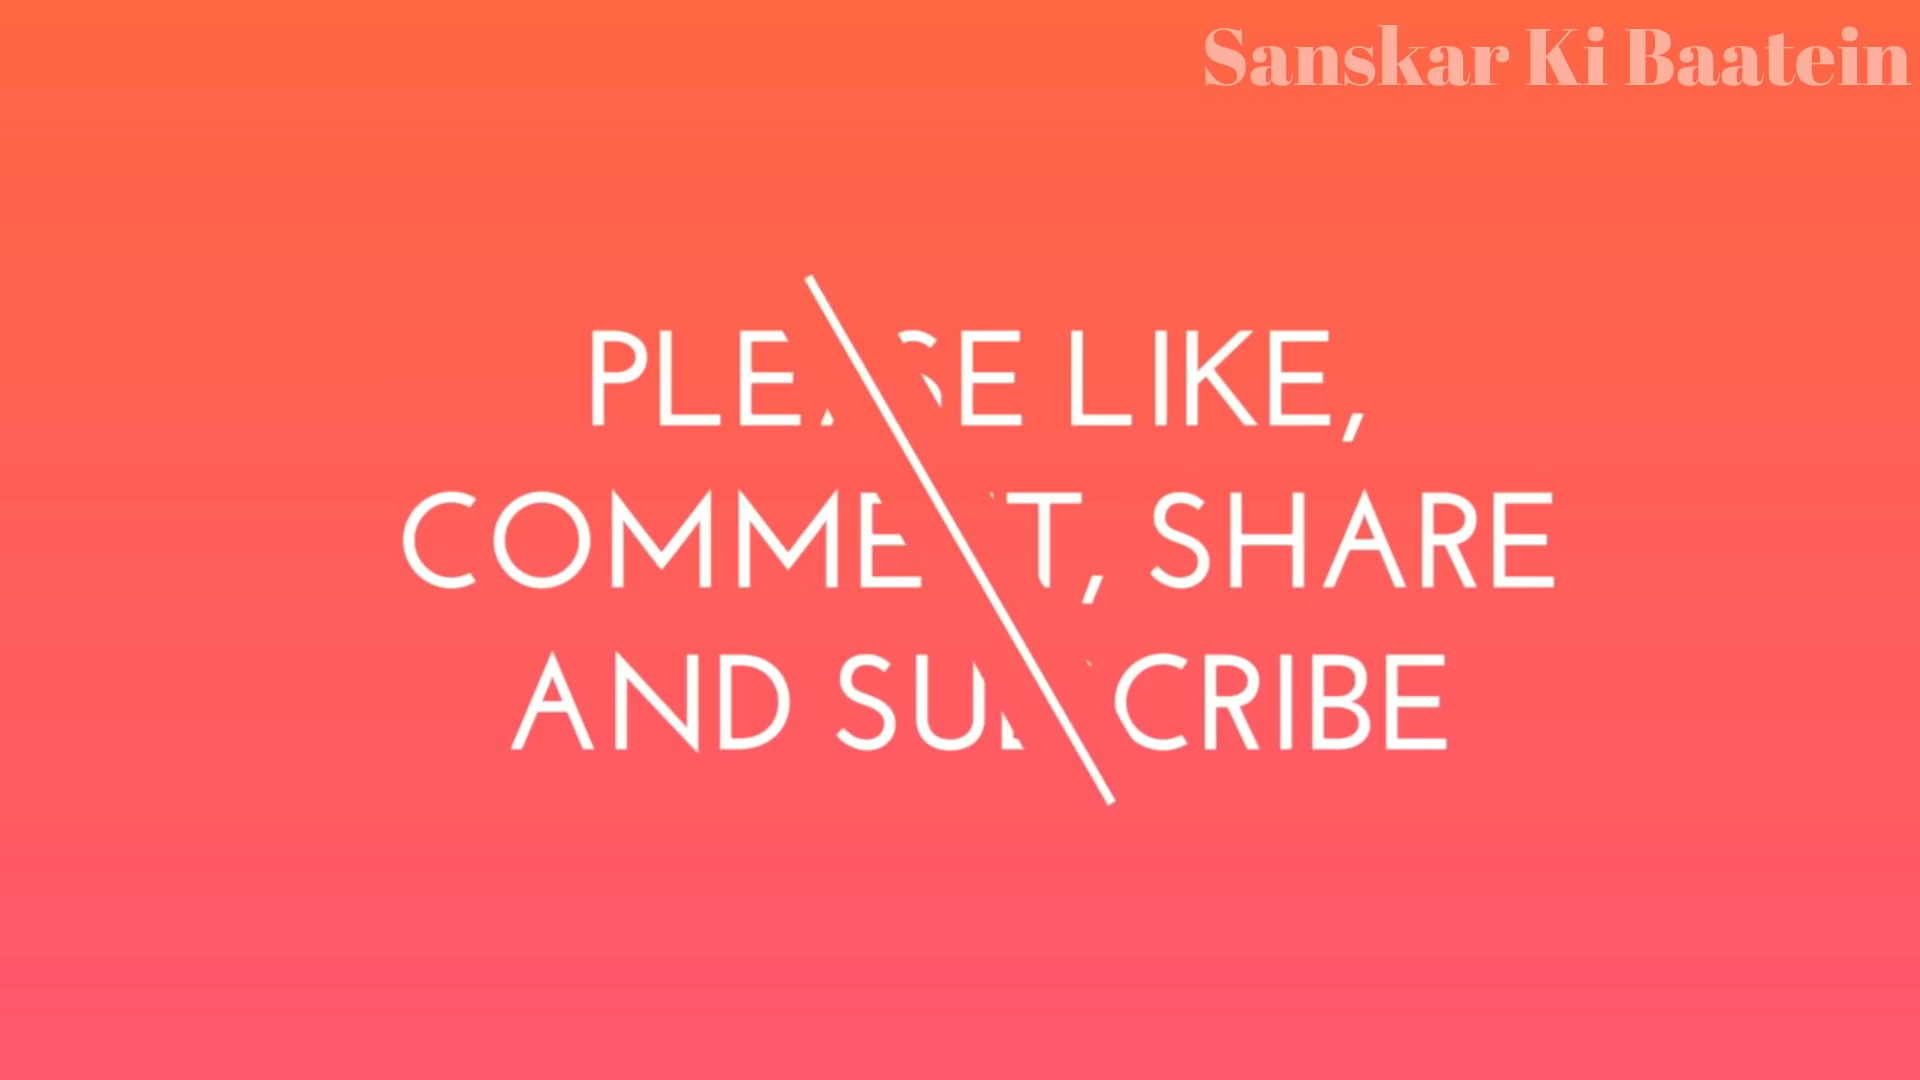 Sanskar Ki Baatein
PLEASE LIKE,
COMMENT, SHARE
AND SUBSCRIBE